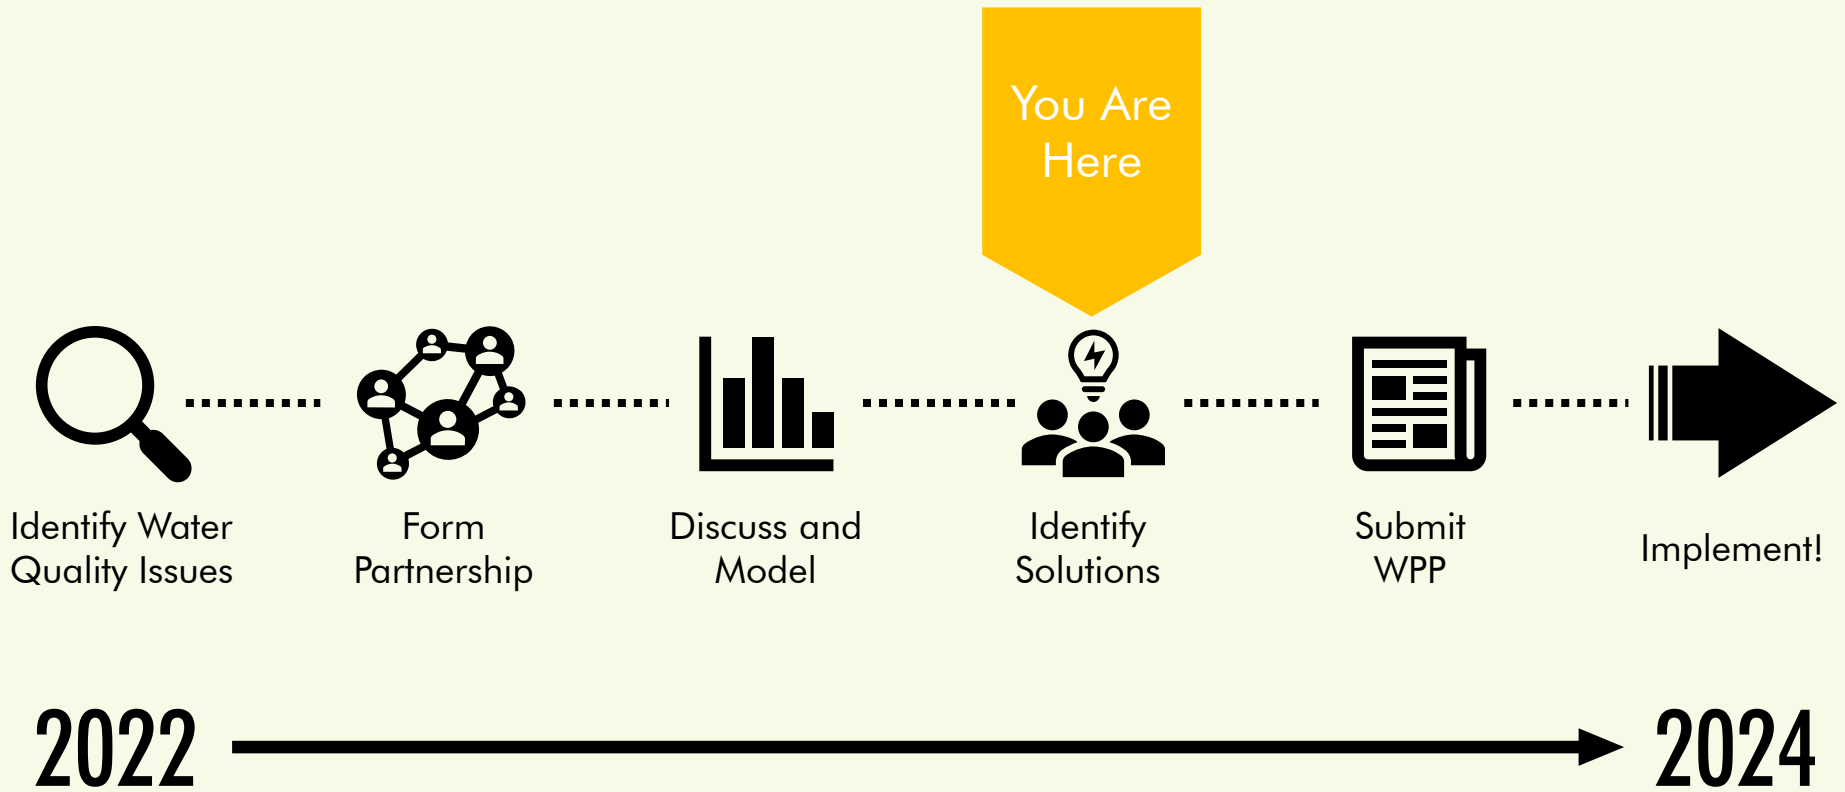 You Are
Here
Identify Water
Quality Issues
Form
Partnership
Discuss and
Model
Identify
Solutions
Submit
WPP
Implement!
2022
2024